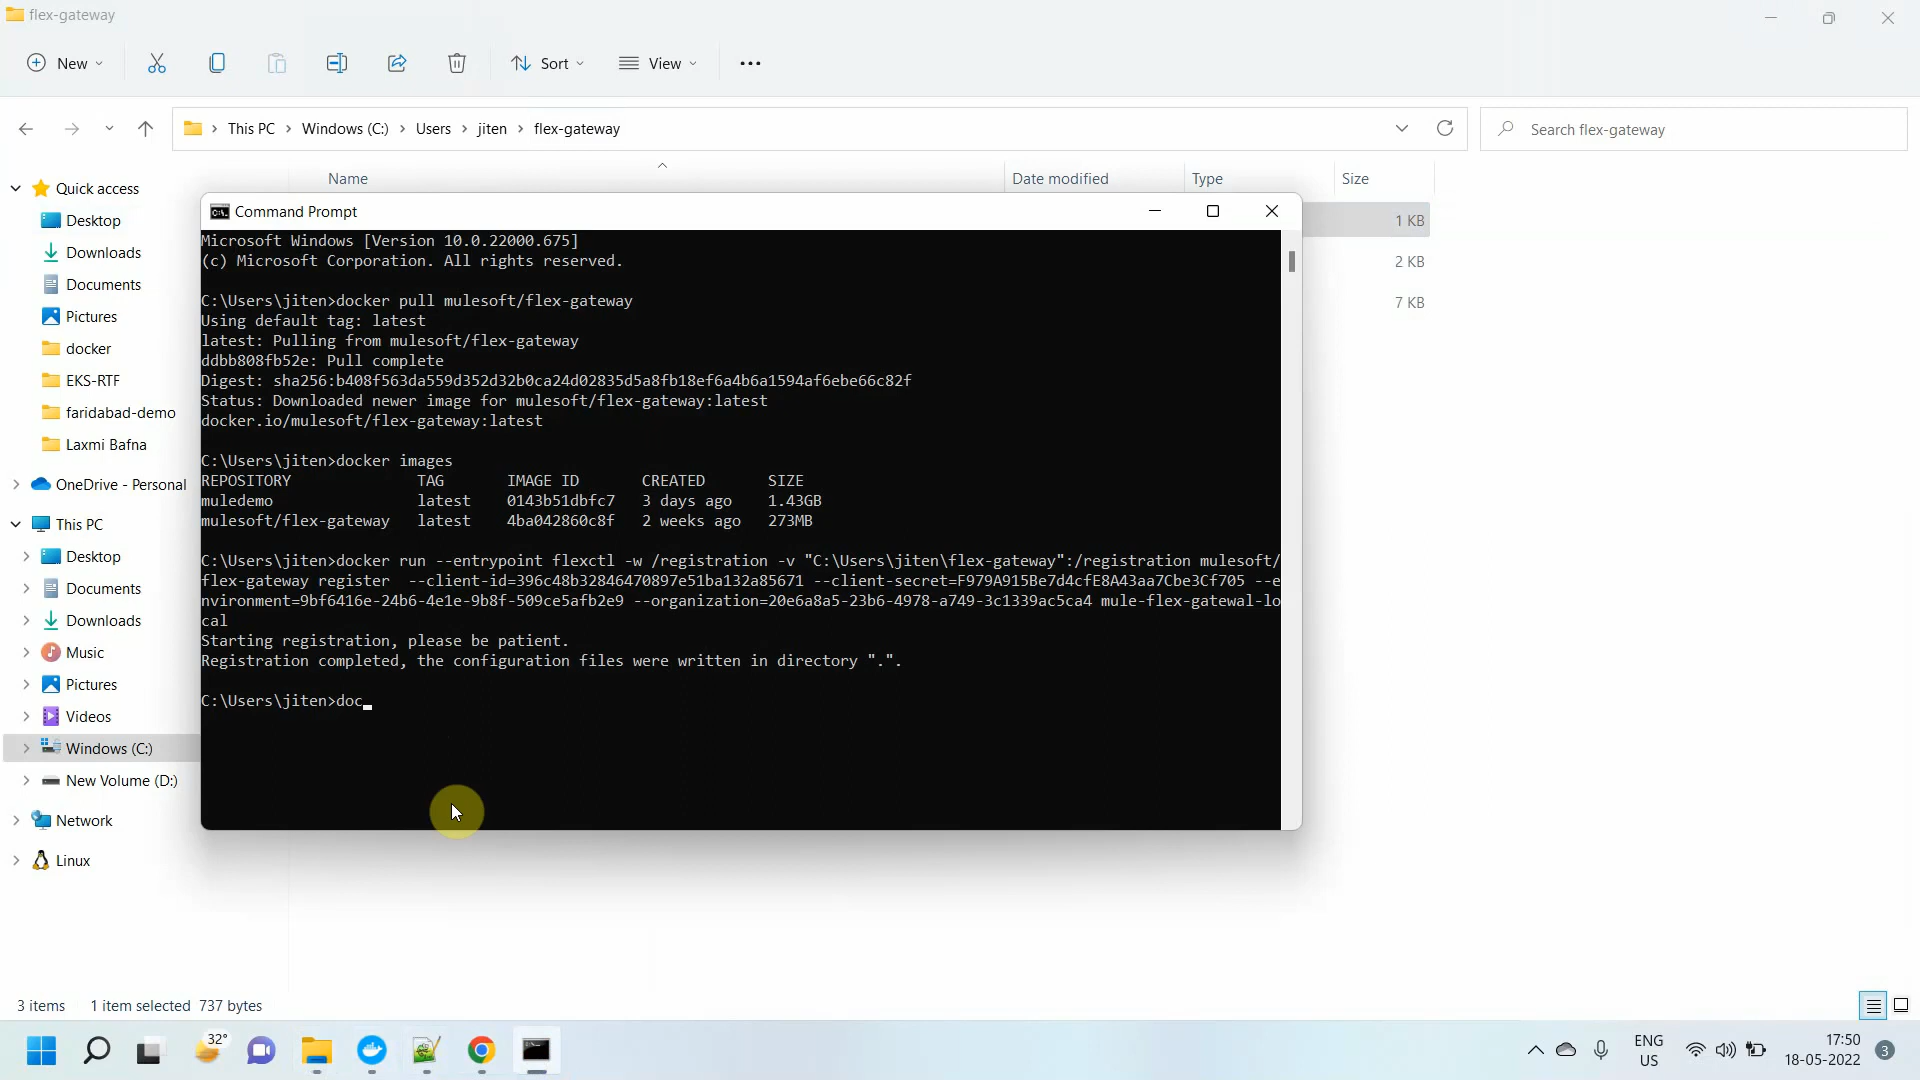 flex-gateway
New
Sort
View
This PC
Windows (C:)
Users
jiten
flex-gateway
Search flex-gateway
Name
Date modified
Type
Size
1 KB
2 KB
7 KB
Quick access
Desktop
Downloads
Documents
Pictures
docker
EKS-RTF
faridabad-demo
Laxmi Bafna
OneDrive - Personal
This PC
Desktop
Documents
Downloads
Music
Pictures
Videos
Windows (C:)
New Volume (D:)
Network
Linux
Command Prompt
Microsoft Windows [Version 10.0.22000.675]
(c) Microsoft Corporation. All rights reserved.
C:\Users\jiten>docker pull mulesoft/flex-gateway
Using default tag: latest
latest: Pulling from mulesoft/flex-gateway
ddbb808fb52e: Pull complete
Digest: sha256:b408f563da559d352d32b0ca24d02835d5a8fb18ef6a4b6a1594af6ebe66c82f
Status: Downloaded newer image for mulesoft/flex-gateway:latest
docker.io/mulesoft/flex-gateway:latest
C:\Users\jiten>docker images
REPOSITORY TAG IMAGE ID CREATED SIZE
muledemo latest 0143b51dbfc7 3 days ago 1.43GB
mulesoft/flex-gateway latest 4ba042860c8f 2 weeks ago 273MB
C:\Users\jiten>docker run --entrypoint flexctl -w /registration -v "C:\Users\jiten\flex-gateway":/registration mulesoft/
flex-gateway register --client-id=396c48b32846470897e51ba132a85671 --client-secret=F979A915Be7d4cfE8A43aa7Cbe3Cf705 --e
nvironment=9bf6416e-24b6-4e1e-9b8f-509ce5afb2e9 --organization=20e6a8a5-23b6-4978-a749-3c1339ac5ca4 mule-flex-gatewal-lo
cal
Starting registration, please be patient.
Registration completed, the configuration files were written in directory ".".
C:\Users\jiten>doc
3 items
1 item selected 737 bytes
32°
ENG
US
17:50
18-05-2022
3